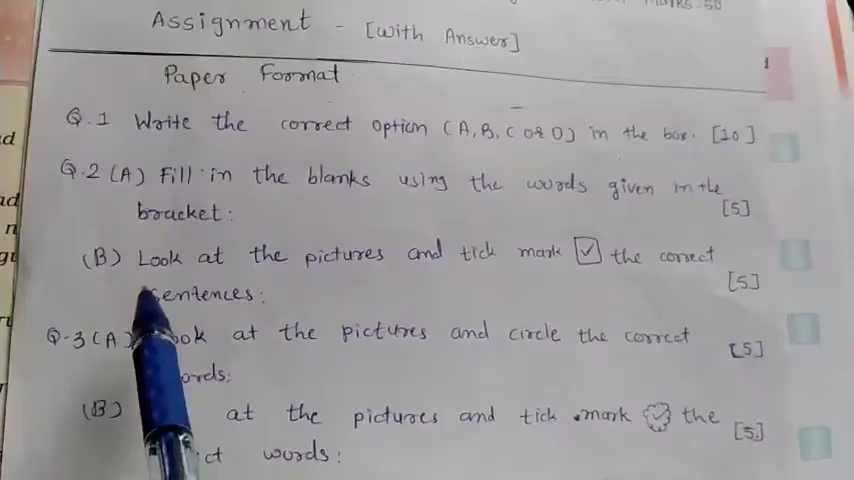 Marks-50
Assignment - [With Answer]
Paper Format
Q.1 Write the correct option (A, B, C OR D) in the box. [10]
Q.2 (A) Fill in the blanks using the words given in the
bracket: [5]
(B) Look at the pictures and tick mark ☑ the correct
sentences: [5]
Q-3 (A) ook at the pictures and circle the correct [5]
ords:
(B) at the pictures and tick mark the [5]
ct words: